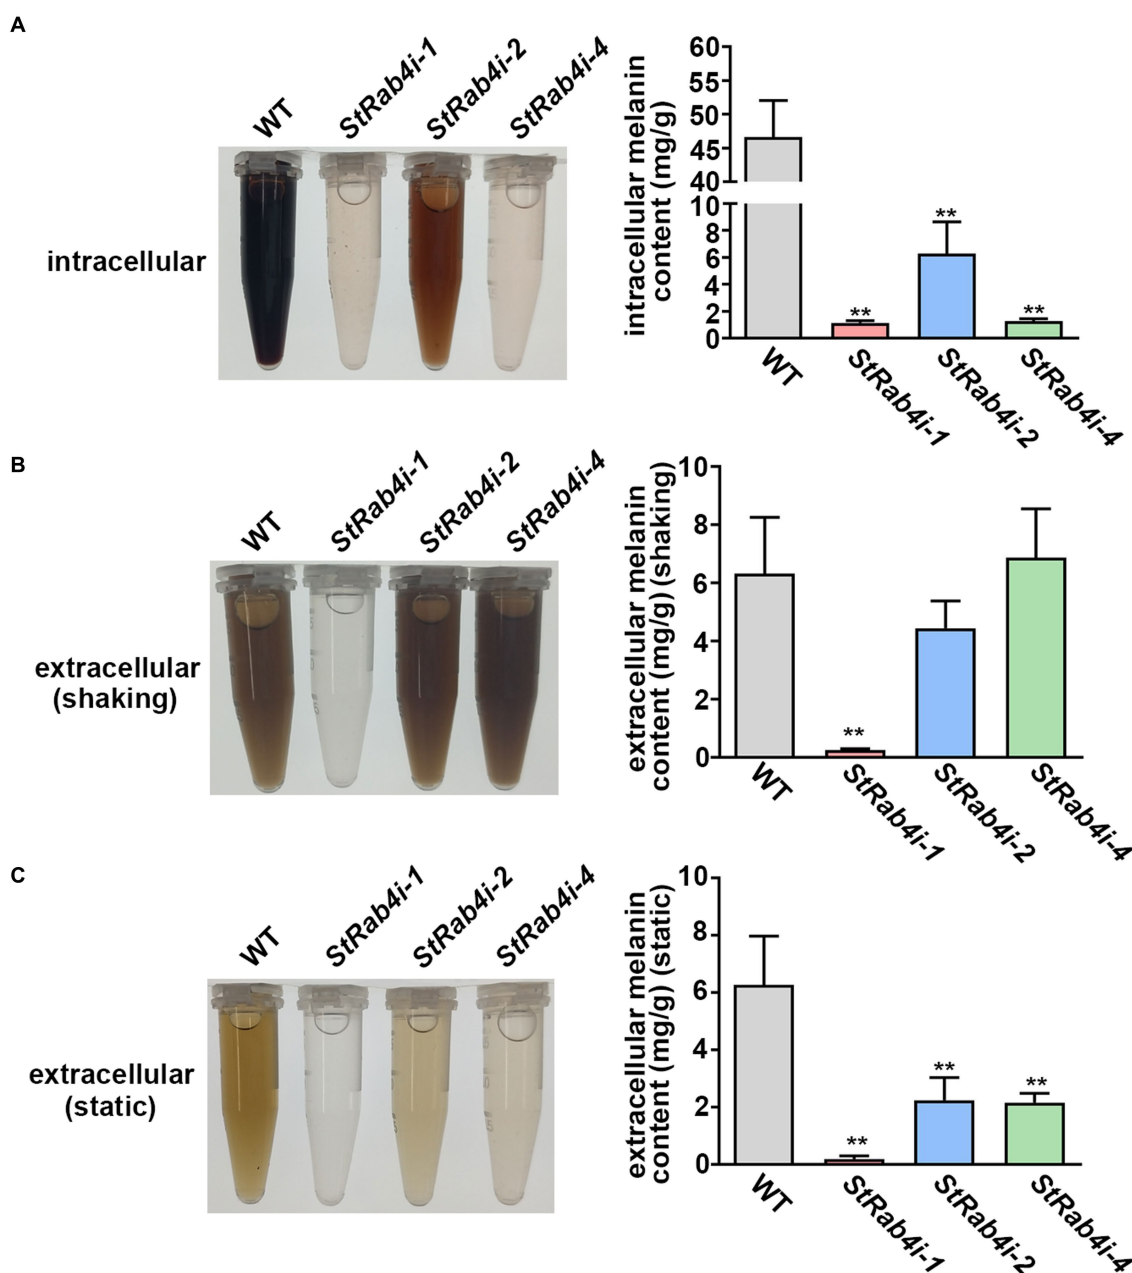 A
WT
StRab4i-1
StRab4i-2
StRab4i-4
intracellular
intracellular melanin
content (mg/g)
60
55
50
45
40
10
8
6
4
2
0
**
**
**
WT
StRab4i-1
StRab4i-2
StRab4i-4
B
WT
StRab4i-1
StRab4i-2
StRab4i-4
extracellular
(shaking)
extracellular melanin
content (mg/g) (shaking)
10
8
6
4
2
0
**
WT
StRab4i-1
StRab4i-2
StRab4i-4
C
WT
StRab4i-1
StRab4i-2
StRab4i-4
extracellular
(static)
extracellular melanin
content (mg/g) (static)
10
8
6
4
2
0
**
**
**
WT
StRab4i-1
StRab4i-2
StRab4i-4